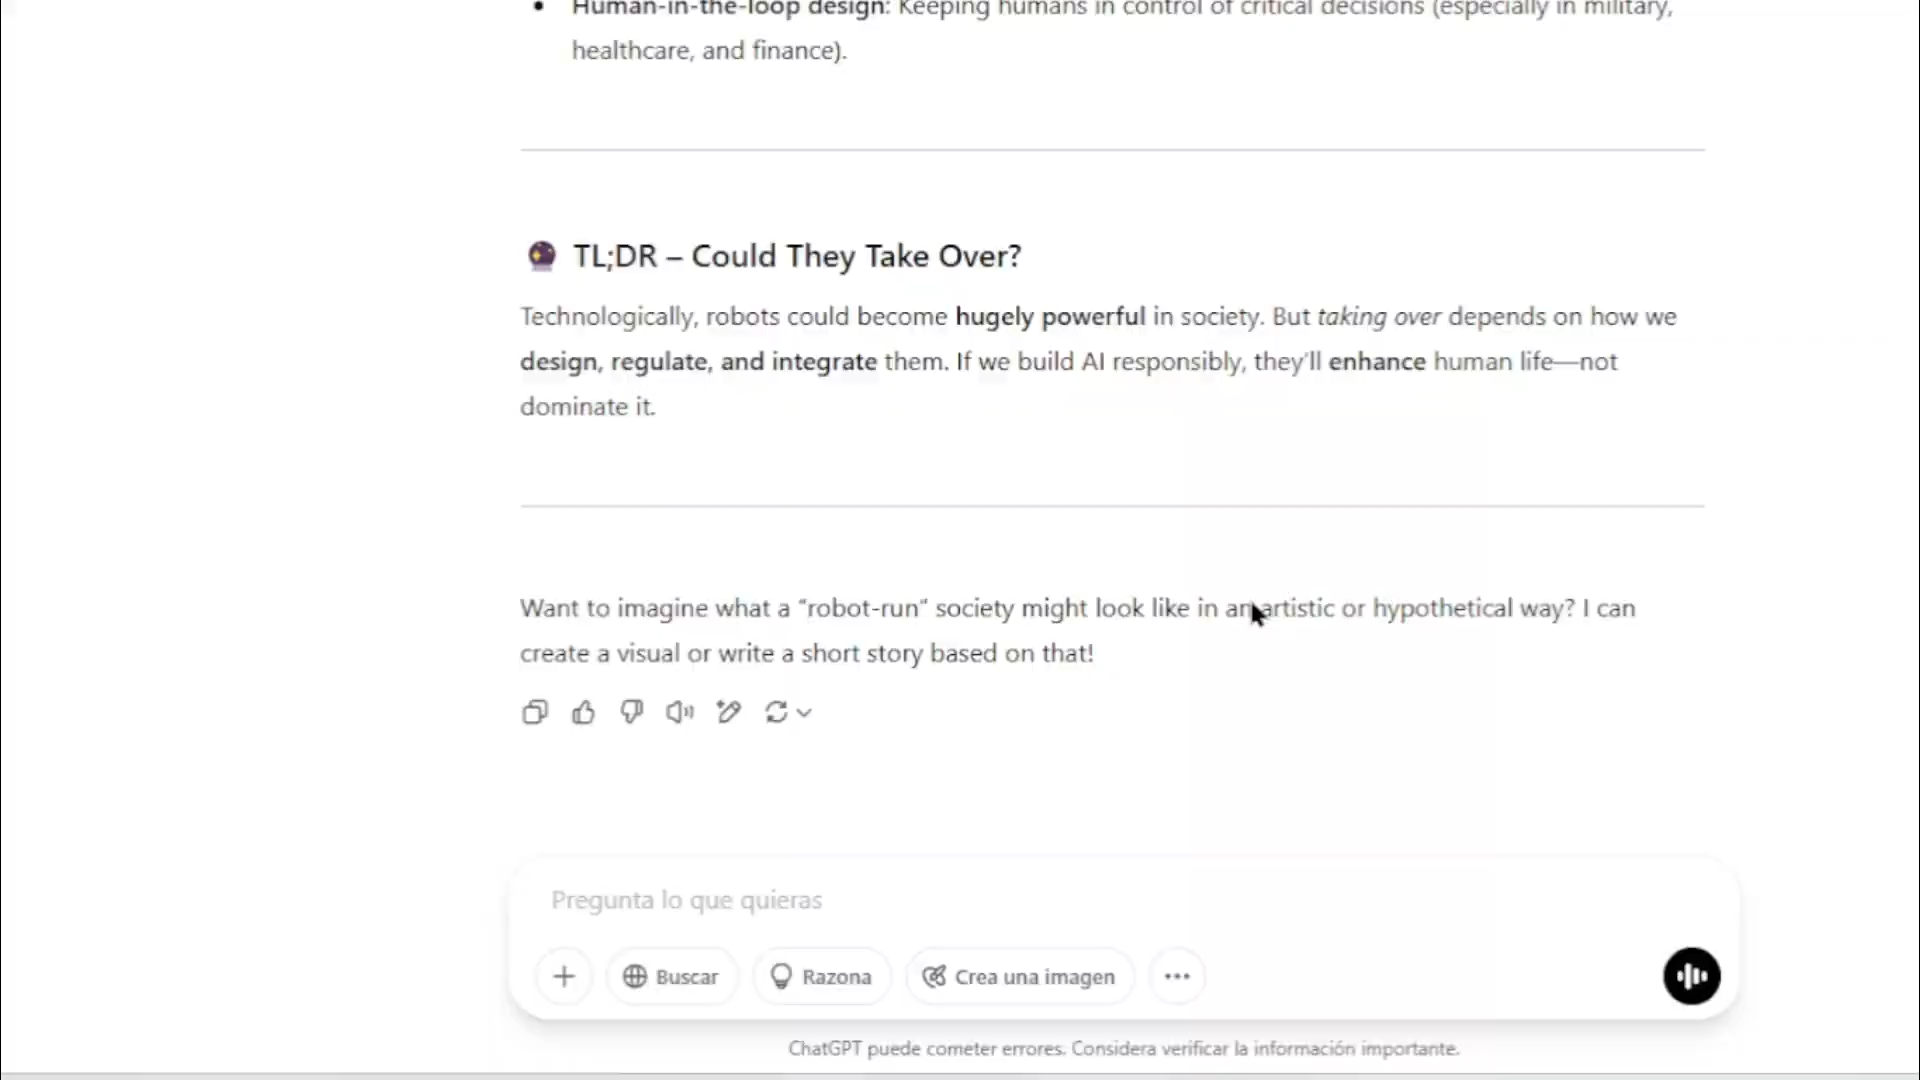 Human-in-the-loop design: Keeping humans in control of critical decisions (especially in military,
healthcare, and finance).
TL;DR – Could They Take Over?
Technologically, robots could become hugely powerful in society. But taking over depends on how we
design, regulate, and integrate them. If we build AI responsibly, they'll enhance human life—not
dominate it.
Want to imagine what a “robot-run” society might look like in an artistic or hypothetical way? I can
create a visual or write a short story based on that!
Pregunta lo que quieras
Buscar Razona Crea una imagen
ChatGPT puede cometer errores. Considera verificar la información importante.